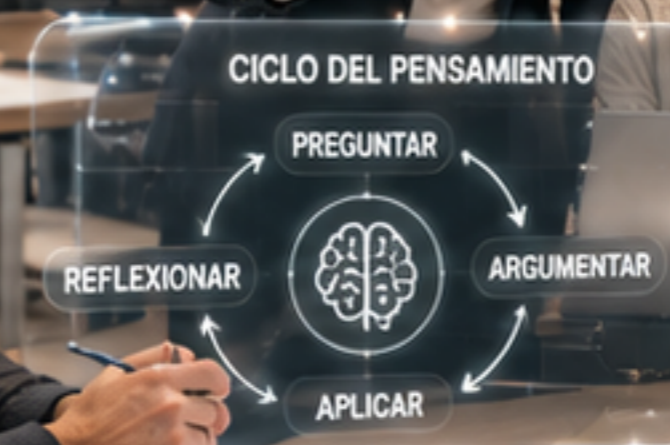 CICLO DEL PENSAMIENTO
PREGUNTAR
REFLEXIONAR
ARGUMENTAR
APLICAR